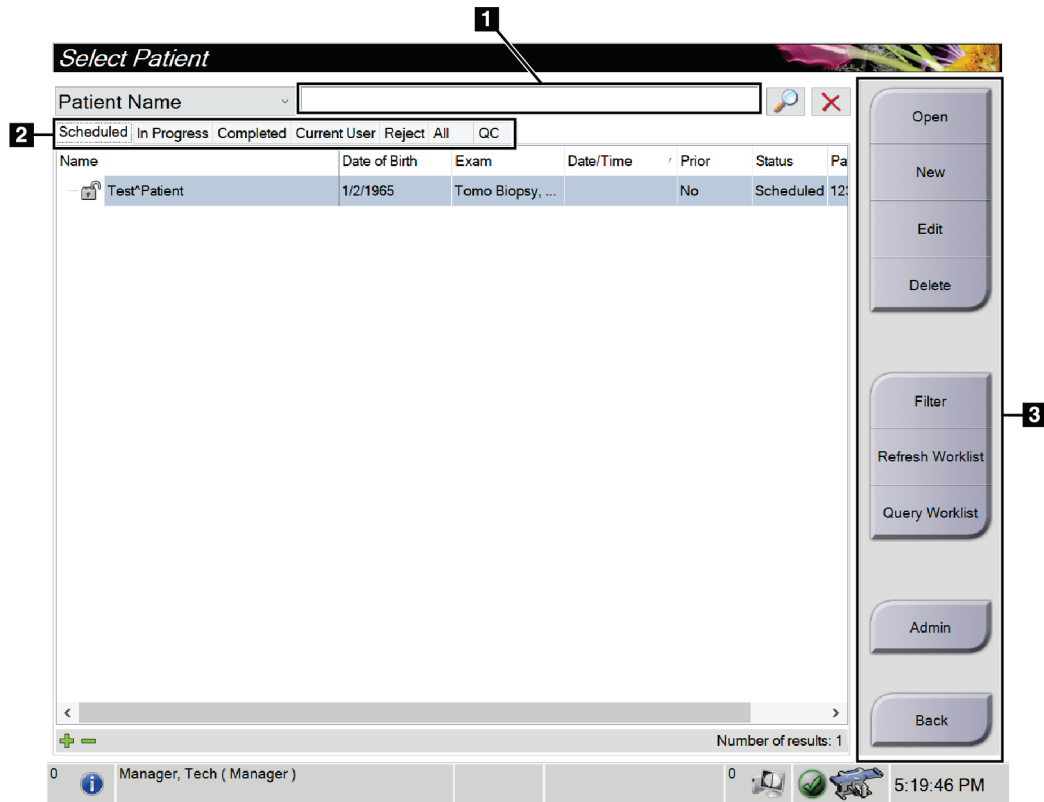 1
Select Patient
Patient Name
2
Scheduled In Progress Completed Current User Reject All QC
Name Date of Birth Exam Date/Time Prior Status Pa
Test^Patient 1/2/1965 Tomo Biopsy, ... No Scheduled 123
Open
New
Edit
Delete
Filter
3
Refresh Worklist
Query Worklist
Admin
Back
Number of results: 1
0 Manager, Tech ( Manager ) 0 5:19:46 PM